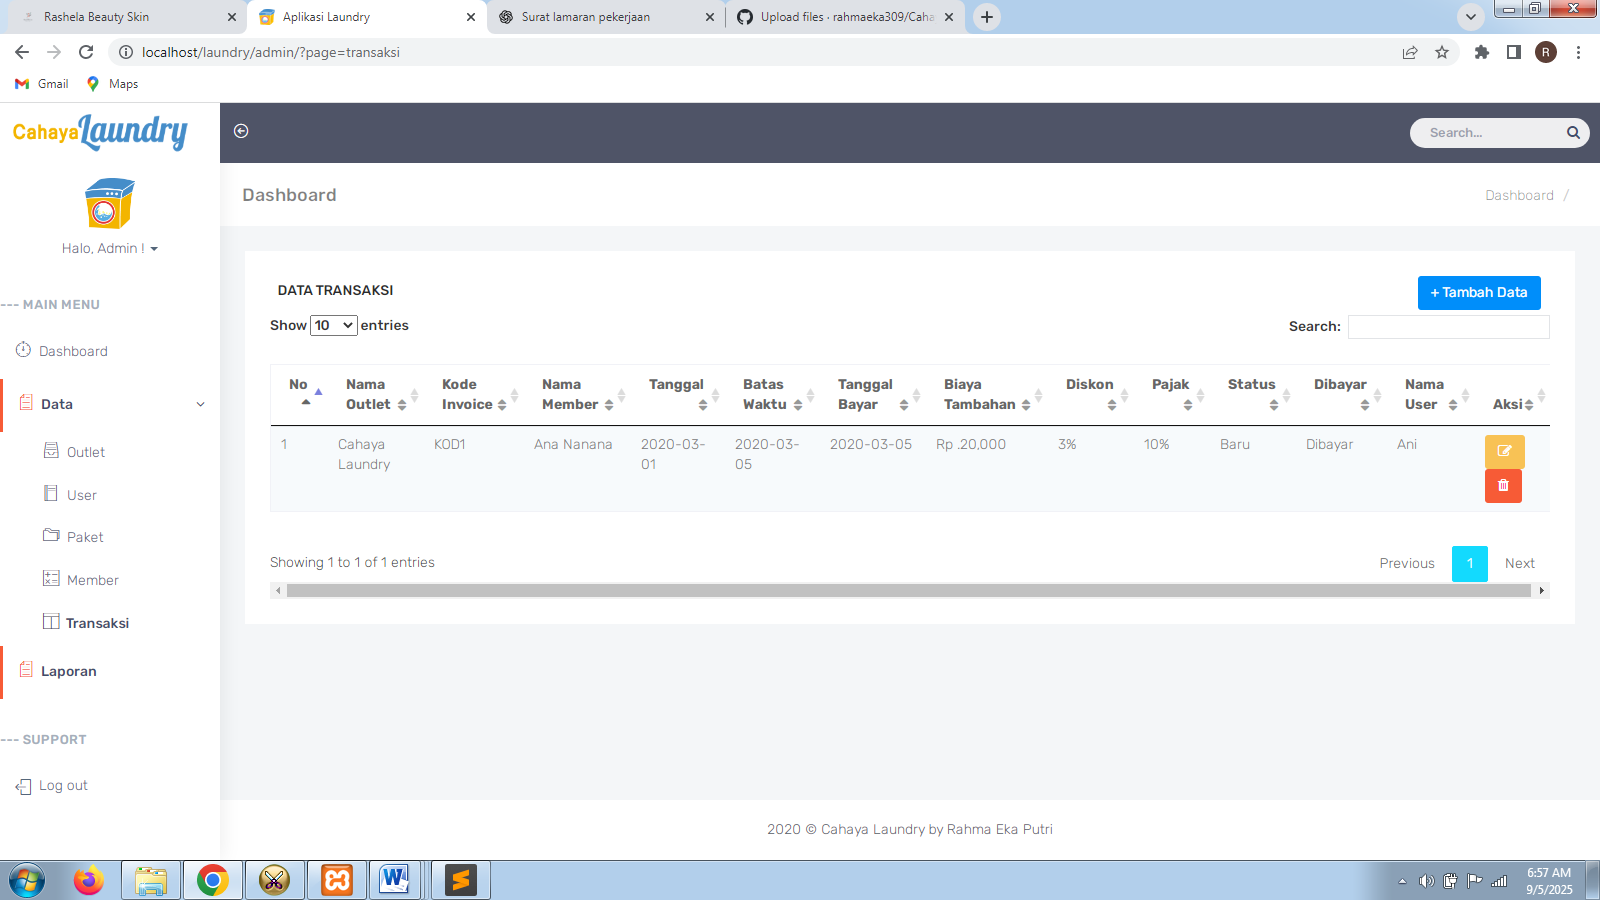 Rashela Beauty Skin
Aplikasi Laundry
Surat lamaran pekerjaan
Upload files · rahmaeka309/Caha
localhost/laundry/admin/?page=transaksi
R
Gmail
Maps
Cahaya Laundry
Search...
Dashboard
Dashboard /
Halo, Admin !
--- MAIN MENU
Dashboard
Data
Outlet
User
Paket
Member
Transaksi
Laporan
--- SUPPORT
Log out
DATA TRANSAKSI
+ Tambah Data
Show 10 entries
Search:
No Nama Outlet Kode Invoice Nama Member Tanggal Batas Waktu Tanggal Bayar Biaya Tambahan Diskon Pajak Status Dibayar Nama User Aksi
1 Cahaya Laundry KOD1 Ana Nanana 2020-03-01 2020-03-05 2020-03-05 Rp .20,000 3% 10% Baru Dibayar Ani
Showing 1 to 1 of 1 entries
Previous 1 Next
2020 © Cahaya Laundry by Rahma Eka Putri
6:57 AM
9/5/2025